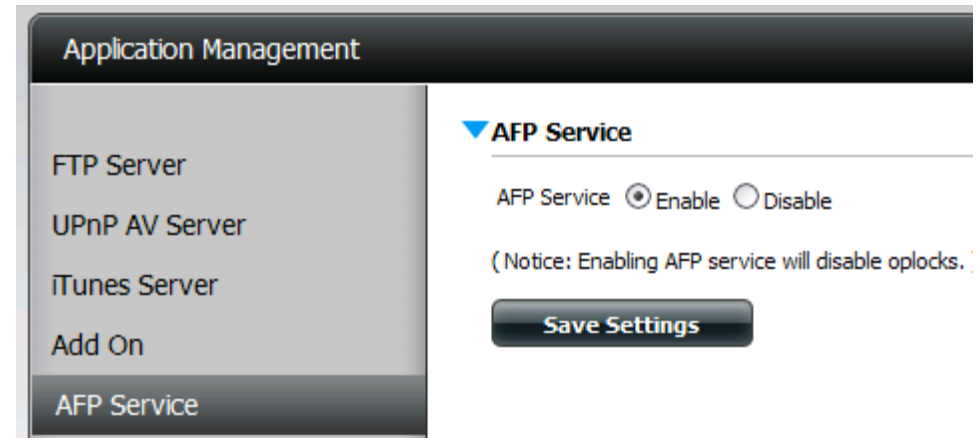 Application Management
FTP Server
UPnP AV Server
iTunes Server
Add On
AFP Service
AFP Service
AFP Service Enable Disable
( Notice: Enabling AFP service will disable oplocks. )
Save Settings